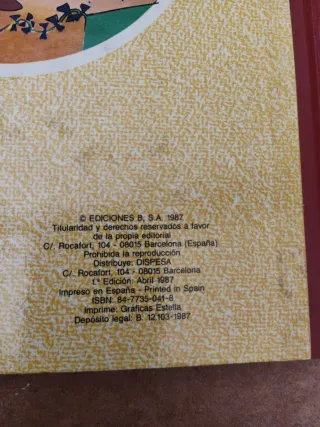 © EDICIONES B, S.A. 1987
Titularidad y derechos reservados a favor
de la propia editorial
C/. Rocafort, 104 - 08015 Barcelona (España)
Prohibida la reproducción
Distribuye: DISPESA
C/. Rocafort, 104 - 08015 Barcelona
1.ª Edición: Abril 1987
Impreso en España - Printed in Spain
ISBN: 84-7735-041-8
Imprime: Gráficas Estella
Depósito legal: B. 12.103-1987